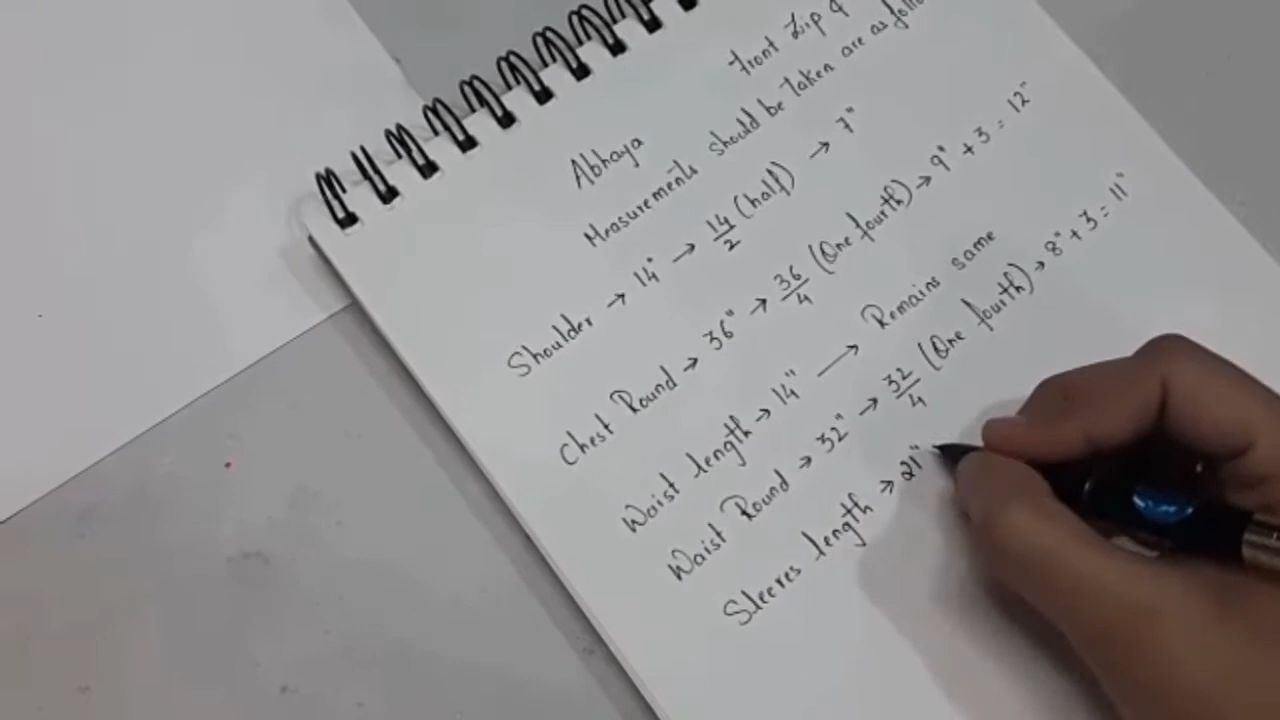 Front Zip &
Abhaya
Measurements should be taken are as follo
Shoulder → 14" → 14/2 (half) → 7"
Chest Round → 36" → 36/4 (One fourth) → 9" + 3 = 12"
Waist length → 14" → Remains same
Waist Round → 32" → 32/4 (One fourth) → 8" + 3 = 11"
Sleeves length → 21"